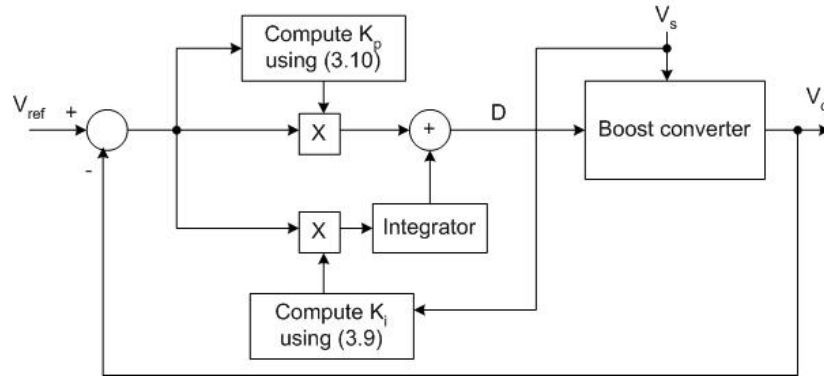 V_s
Compute K_p
using (3.10)
V_ref
+
-
X
+
D
Boost converter
V_o
X
Integrator
Compute K_i
using (3.9)